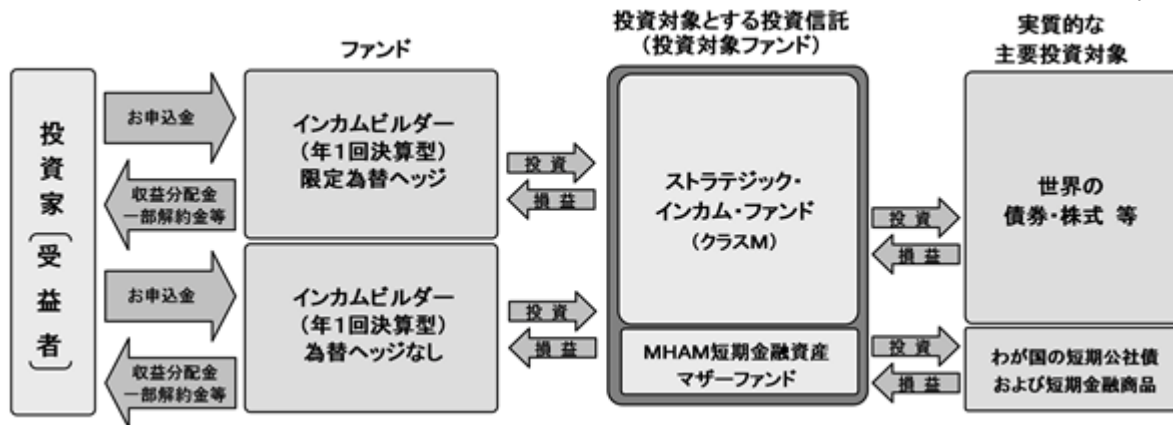 ファンド
投資対象とする投資信託
(投資対象ファンド)
実質的な
主要投資対象
投資家(受益者)
お申込金
収益分配金
一部解約金等
お申込金
収益分配金
一部解約金等
インカムビルダー
(年1回決算型)
限定為替ヘッジ
インカムビルダー
(年1回決算型)
為替ヘッジなし
投資
損益
投資
損益
ストラテジック・
インカム・ファンド
(クラスM)
MHAM短期金融資産
マザーファンド
投資
損益
投資
損益
世界の
債券・株式 等
わが国の短期公社債
および短期金融商品